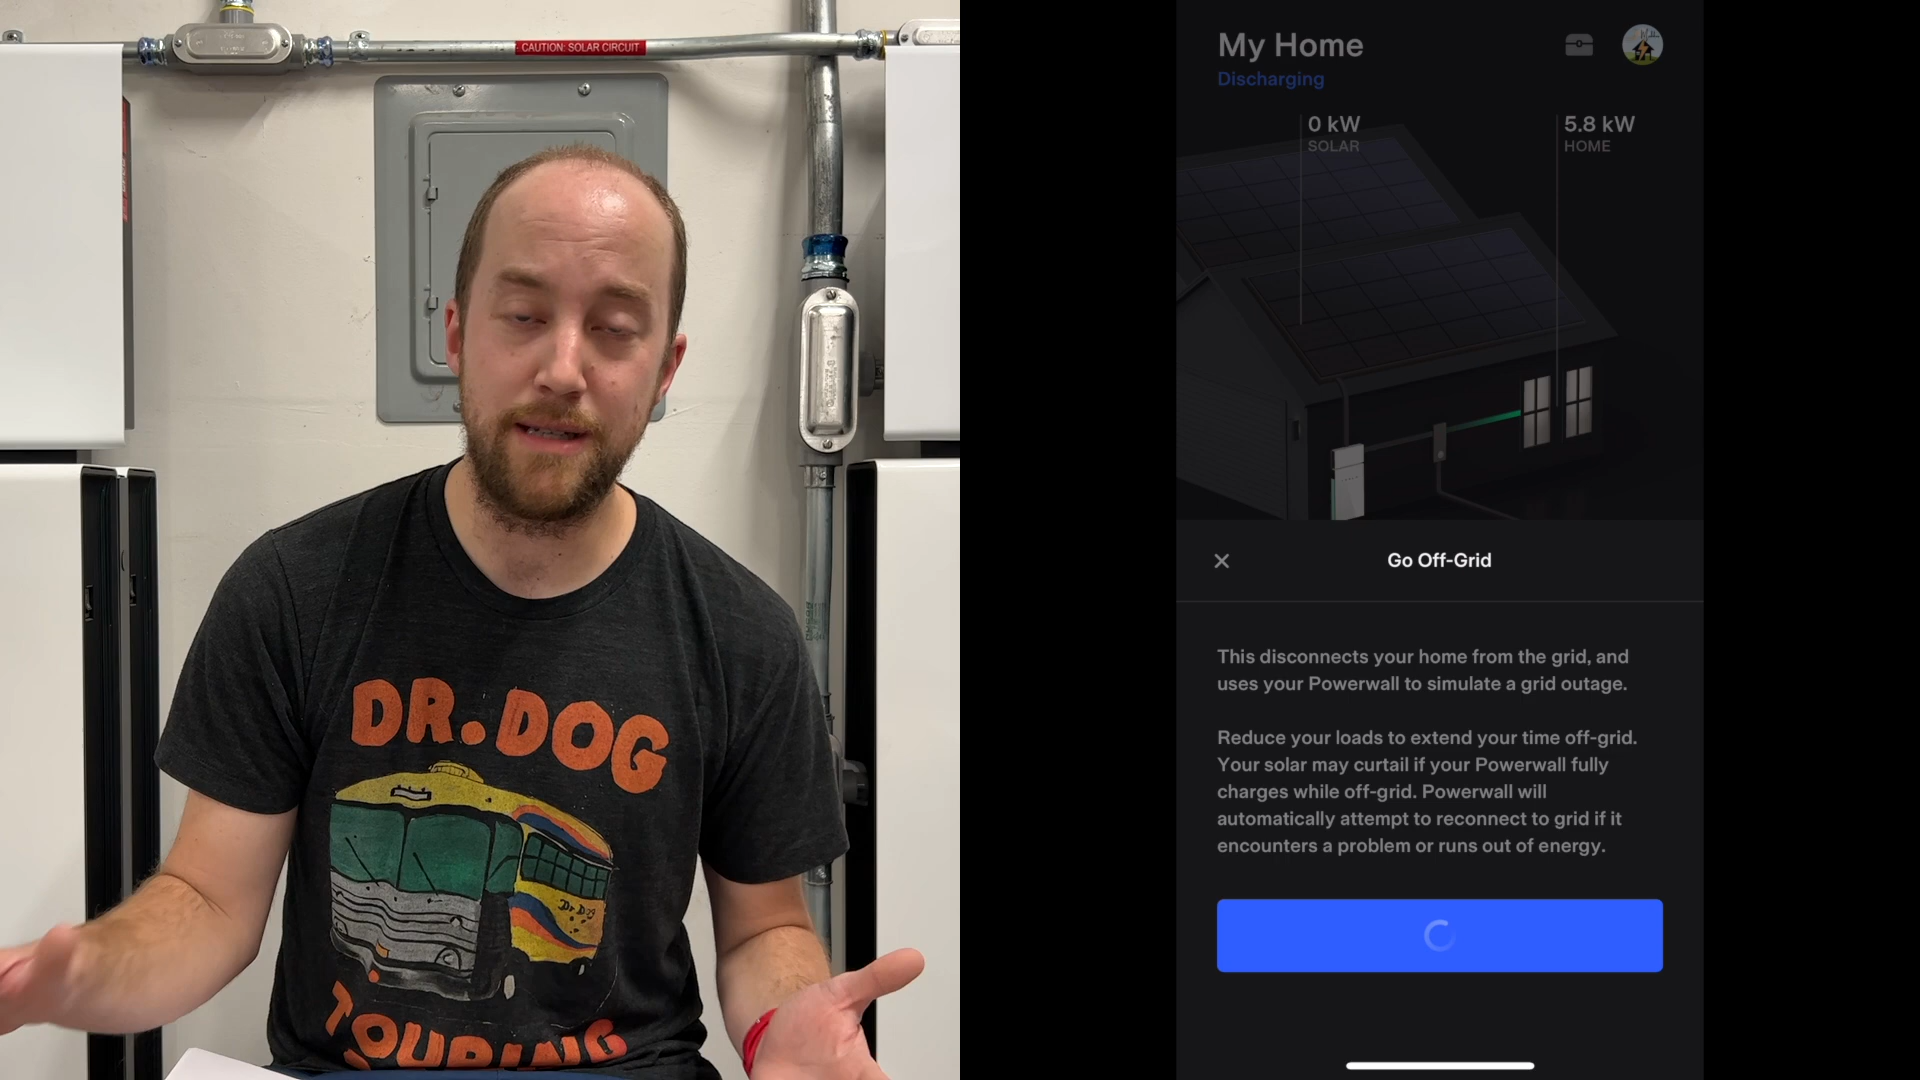 CAUTION: SOLAR CIRCUIT
DR. DOG
Dr D
TOURING
My Home
Discharging
0 kW
SOLAR
5.8 kW
HOME
Go Off-Grid
This disconnects your home from the grid, and
uses your Powerwall to simulate a grid outage.
Reduce your loads to extend your time off-grid.
Your solar may curtail if your Powerwall fully
charges while off-grid. Powerwall will
automatically attempt to reconnect to grid if it
encounters a problem or runs out of energy.